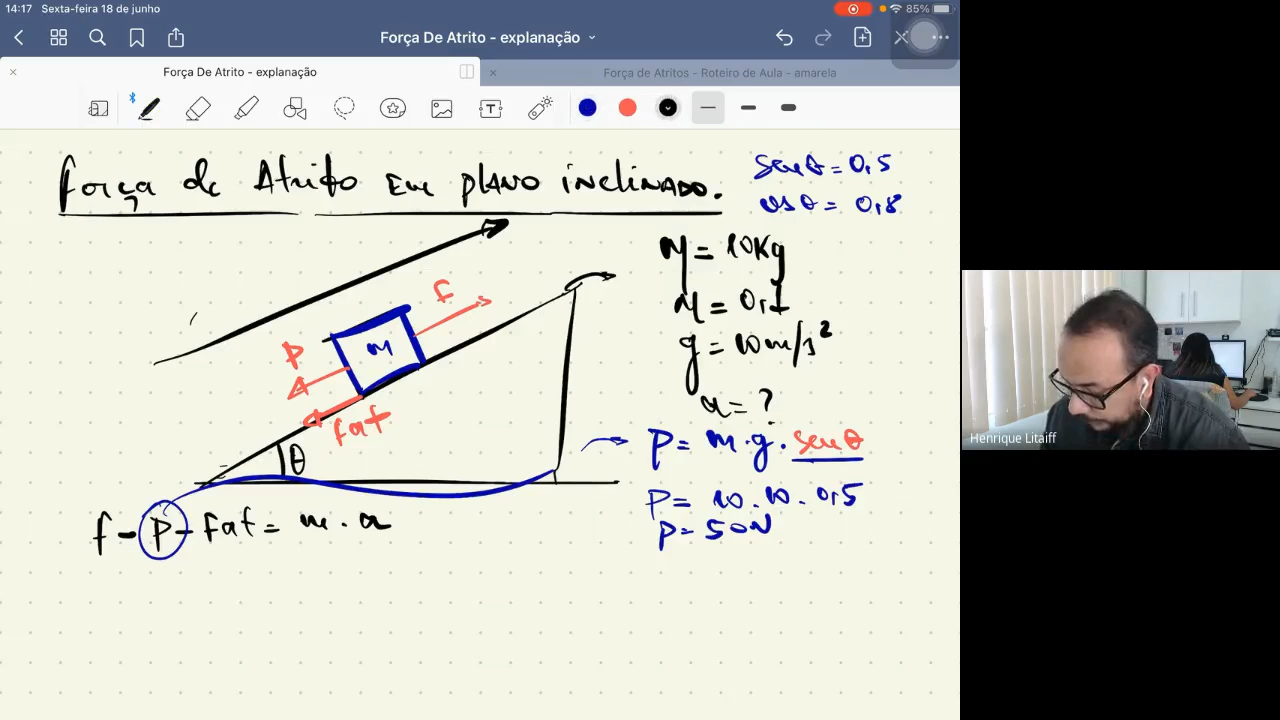 14:17 Sexta-feira 18 de junho
85%
Força De Atrito - explanação
Força De Atrito - explanação
Força de Atritos - Roteiro de Aula - amarela
Força de Atrito em plano inclinado.
senθ = 0,5
cosθ = 0,8
M = 10Kg
μ = 0,1
g = 10m/s²
a = ?
F
M
P
fat
θ
P = m.g.senθ
P = 10.10.0,5
P = 50N
f - P - fat = m.a
Henrique Litaiff